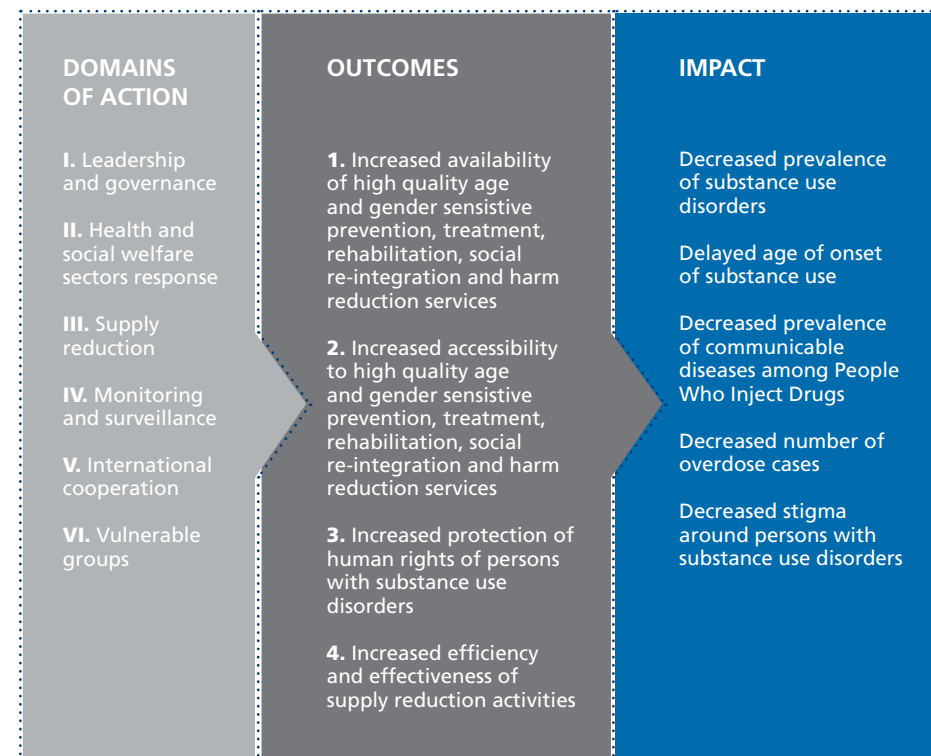 DOMAINS
OF ACTION
I. Leadership
and governance
II. Health and
social welfare
sectors response
III. Supply
reduction
IV. Monitoring
and surveillance
V. International
cooperation
VI. Vulnerable
groups
OUTCOMES
1. Increased availability
of high quality age
and gender sensistive
prevention, treatment,
rehabilitation, social
re-integration and harm
reduction services
2. Increased accessibility
to high quality age
and gender sensistive
prevention, treatment,
rehabilitation, social
re-integration and harm
reduction services
3. Increased protection of
human rights of persons
with substance use
disorders
4. Increased efficiency
and effectiveness of
supply reduction activities
IMPACT
Decreased prevalence
of substance use
disorders
Delayed age of onset
of substance use
Decreased prevalence
of communicable
diseases among People
Who Inject Drugs
Decreased number of
overdose cases
Decreased stigma
around persons with
substance use disorders